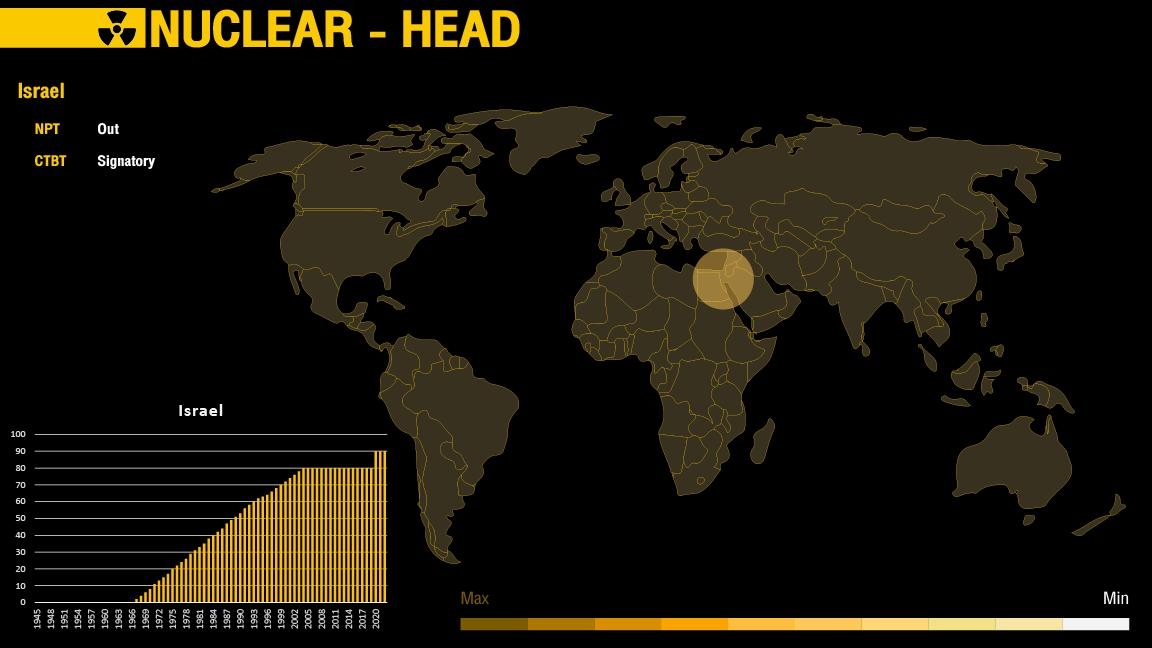 NUCLEAR - HEAD
Israel
NPT Out
CTBT Signatory
Israel
100
90
80
70
60
50
40
30
20
10
0
1945 1948 1951 1954 1957 1960 1963 1966 1969 1972 1975 1978 1981 1984 1987 1990 1993 1996 1999 2002 2005 2008 2011 2014 2017 2020
Max Min